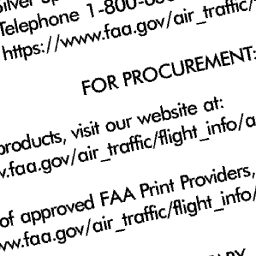 Telephone 1-800-
https://www.faa.gov/air_traffic/
FOR PROCUREMENT:
products, visit our website at:
w.faa.gov/air_traffic/flight_info/a
of approved FAA Print Providers,
ww.faa.gov/air_traffic/flight_info/